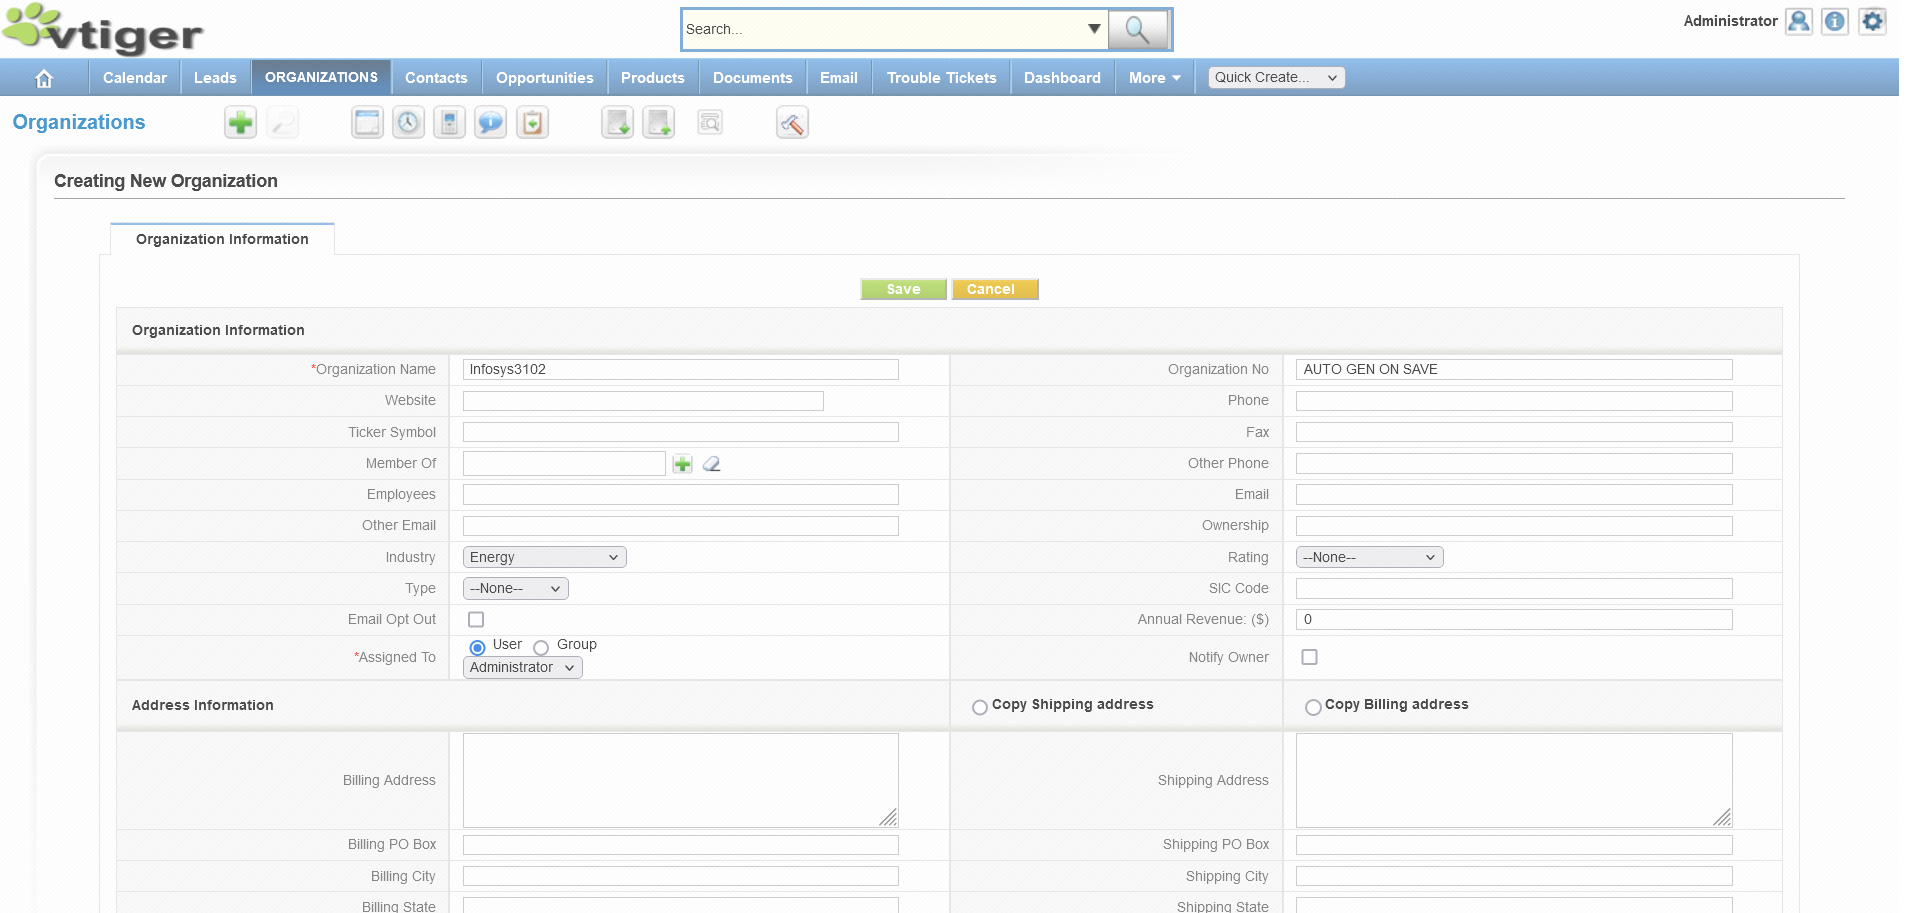 vtiger
Search...
Administrator
Calendar Leads ORGANIZATIONS Contacts Opportunities Products Documents Email Trouble Tickets Dashboard More Quick Create...
Organizations
Creating New Organization
Organization Information
Save Cancel
Organization Information
*Organization Name Infosys3102 Organization No AUTO GEN ON SAVE
Website Phone
Ticker Symbol Fax
Member Of Other Phone
Employees Email
Other Email Ownership
Industry Energy Rating --None--
Type --None-- SIC Code
Email Opt Out Annual Revenue: ($) 0
User Group
*Assigned To Notify Owner
Administrator
Address Information Copy Shipping address Copy Billing address
Billing Address Shipping Address
Billing PO Box Shipping PO Box
Billing City Shipping City
Billing State Shipping State